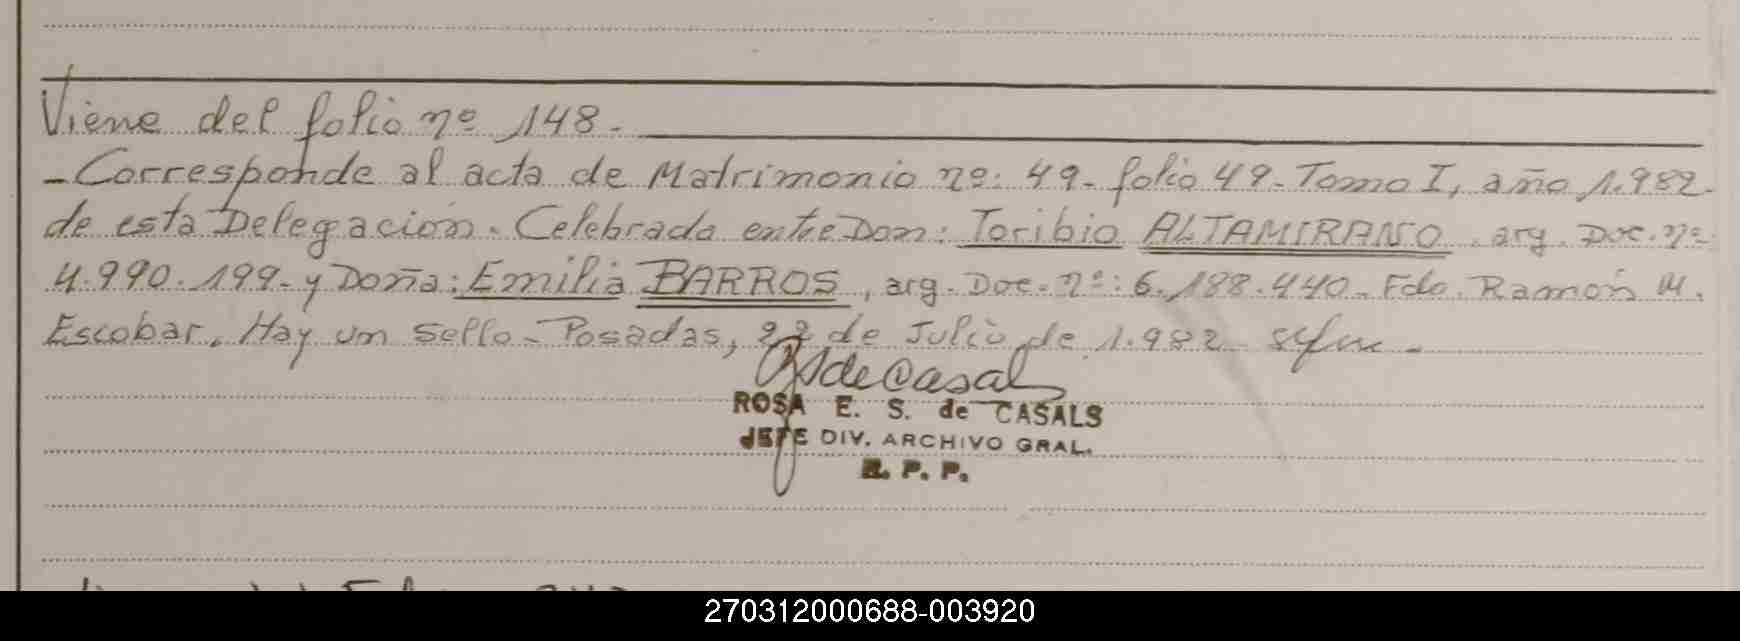 Viene del folio nº 148.
- Corresponde al acta de Matrimonio nº: 49. folio 49. Tomo I, año 1.982.
de esta Delegación. Celebrada entre Don: Toribio ALTAMIRANO. arg. Doc. nº:
4.990.199. y Doña: Emilia BARROS, arg. Doc. nº: 6.188.440. Fdo. Ramón M.
Escobar. Hay un sello. Posadas, 22 de Julio de 1.982
deCasals
ROSA E. S. de CASALS
JEFE DIV. ARCHIVO GRAL.
R. P. P.
270312000688-003920